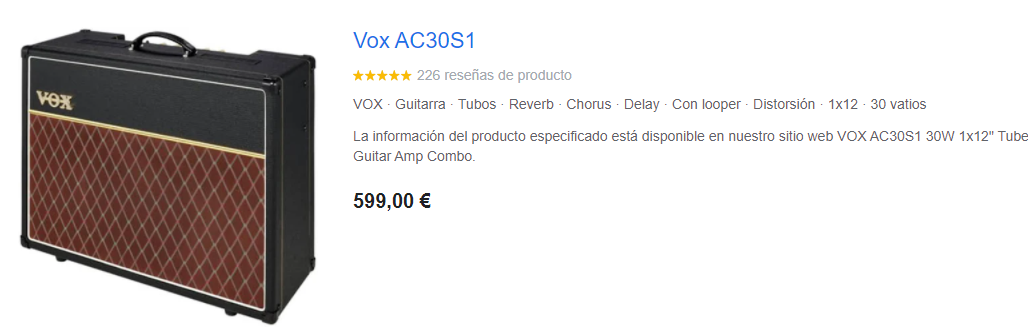 Vox AC30S1
226 reseñas de producto
VOX · Guitarra · Tubos · Reverb · Chorus · Delay · Con looper · Distorsión · 1x12 · 30 vatios
La información del producto especificado está disponible en nuestro sitio web VOX AC30S1 30W 1x12" Tube
Guitar Amp Combo.
599,00 €
VOX